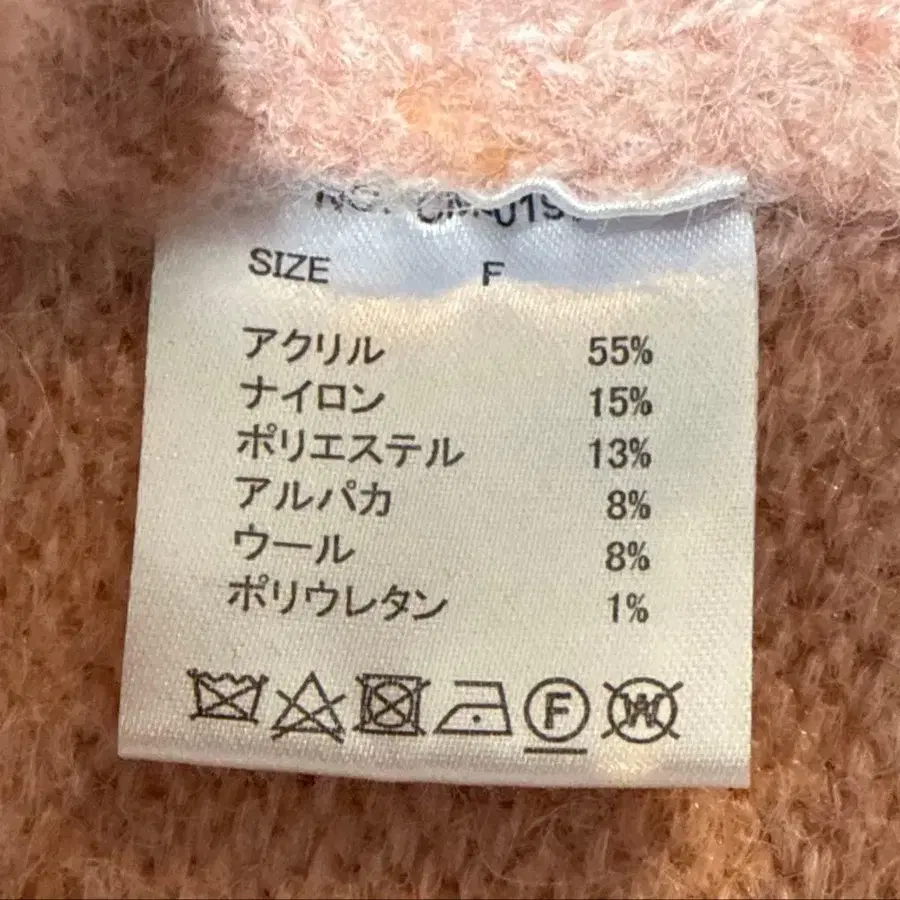 SIZE F
アクリル 55%
ナイロン 15%
ポリエステル 13%
アルパカ 8%
ウール 8%
ポリウレタン 1%
F W